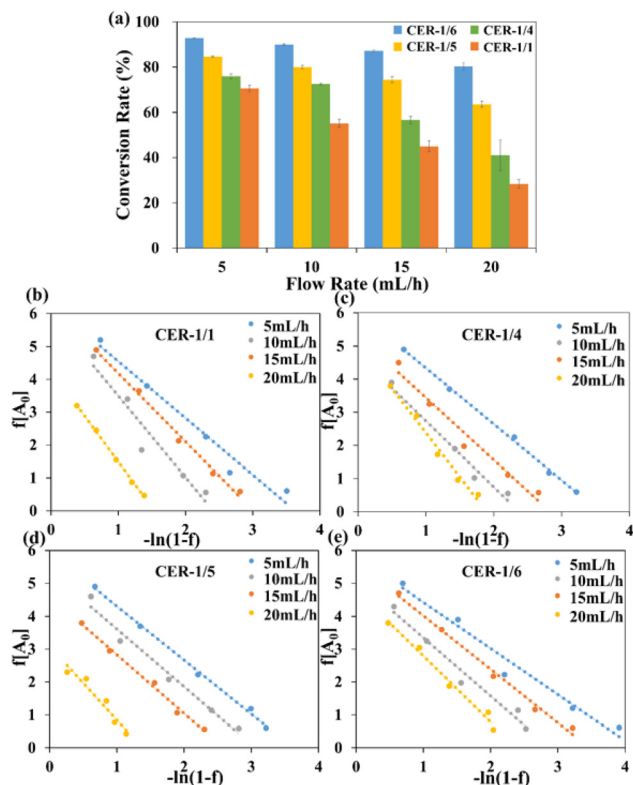 (a)
CER-1/6 CER-1/4
CER-1/5 CER-1/1
Conversion Rate (%)
100
80
60
40
20
0
5 10 15 20
Flow Rate (mL/h)
(b)
CER-1/1
5mL/h
10mL/h
15mL/h
20mL/h
f[A0]
6
5
4
3
2
1
0
0 1 2 3 4
-ln(1-f)
(c)
CER-1/4
5mL/h
10mL/h
15mL/h
20mL/h
f[A0]
6
5
4
3
2
1
0
0 1 2 3 4
-ln(1-f)
(d)
CER-1/5
5mL/h
10mL/h
15mL/h
20mL/h
f[A0]
6
5
4
3
2
1
0
0 1 2 3 4
-ln(1-f)
(e)
CER-1/6
5mL/h
10mL/h
15mL/h
20mL/h
f[A0]
6
5
4
3
2
1
0
0 1 2 3 4
-ln(1-f)